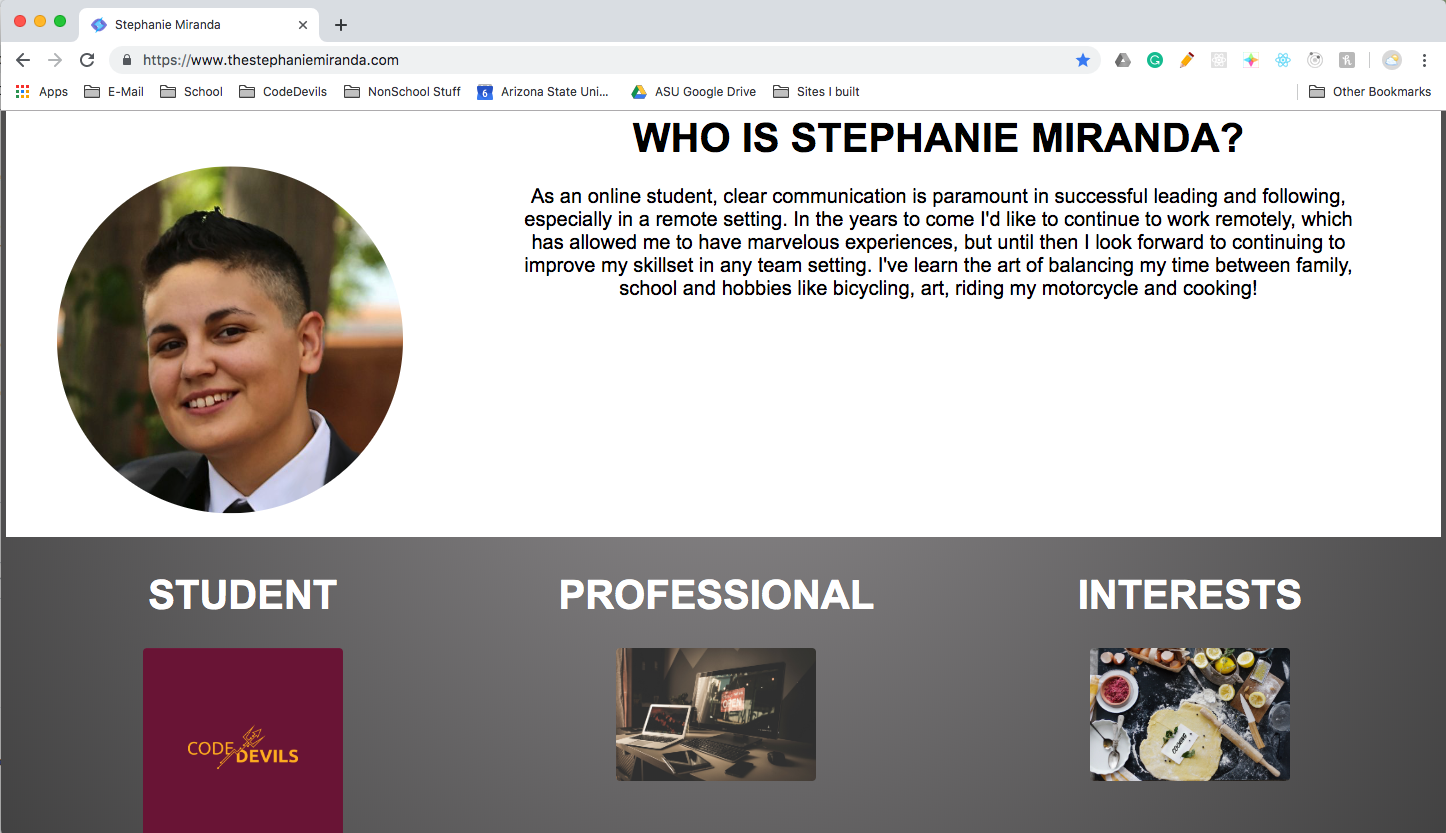 Stephanie Miranda
https://www.thestephaniemiranda.com
Apps E-Mail School CodeDevils NonSchool Stuff 6 Arizona State Uni... ASU Google Drive Sites I built Other Bookmarks
WHO IS STEPHANIE MIRANDA?
As an online student, clear communication is paramount in successful leading and following,
especially in a remote setting. In the years to come I'd like to continue to work remotely, which
has allowed me to have marvelous experiences, but until then I look forward to continuing to
improve my skillset in any team setting. I've learn the art of balancing my time between family,
school and hobbies like bicycling, art, riding my motorcycle and cooking!
STUDENT PROFESSIONAL INTERESTS
CODE
DEVILS
OPEN
COOKING